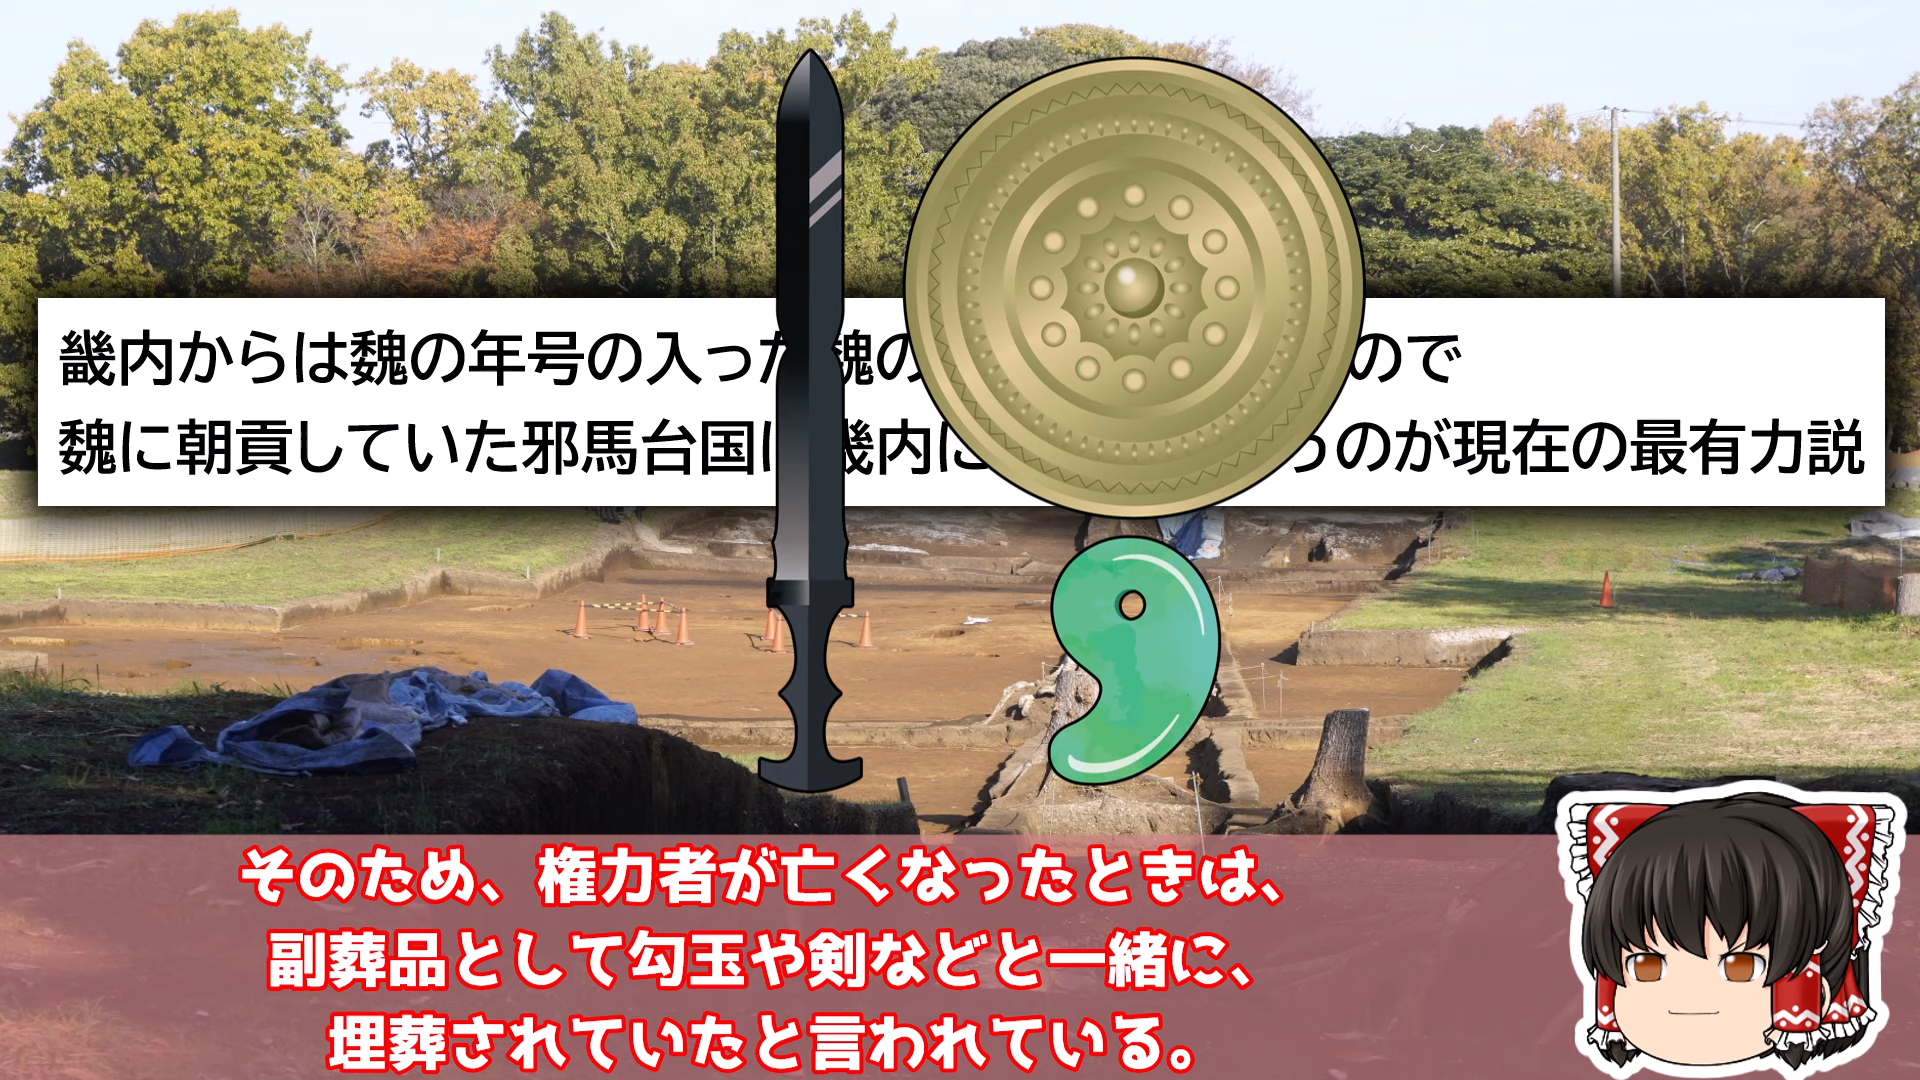 畿内からは魏の年号の入った 魏の のて
魏に朝貢していた邪馬台国 畿内に うのが現在の最有力説
そのため、権力者が亡くなったときは、
副葬品として勾玉や剣などと一緒に、
埋葬されていたと言われている。